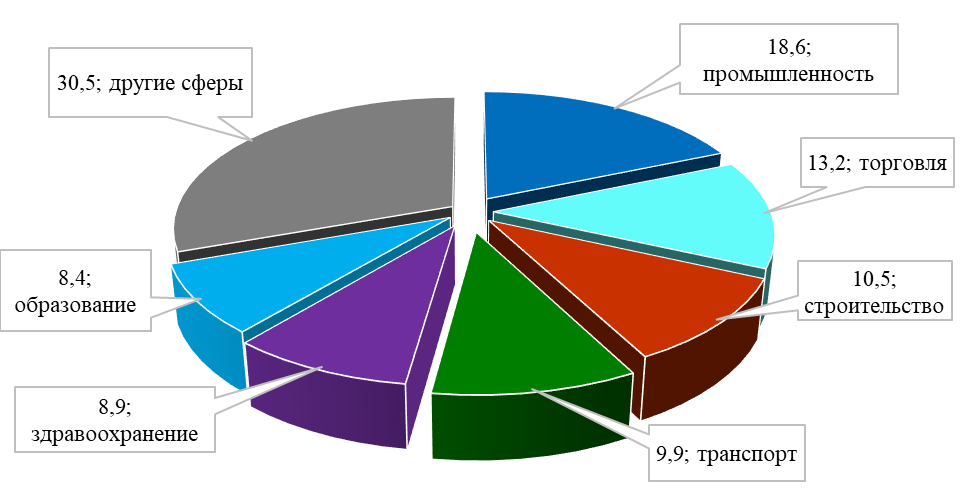 18,6;
промышленность
30,5; другие сферы
13,2; торговля
8,4;
образование
10,5;
строительство
8,9;
здравоохранение
9,9; транспорт